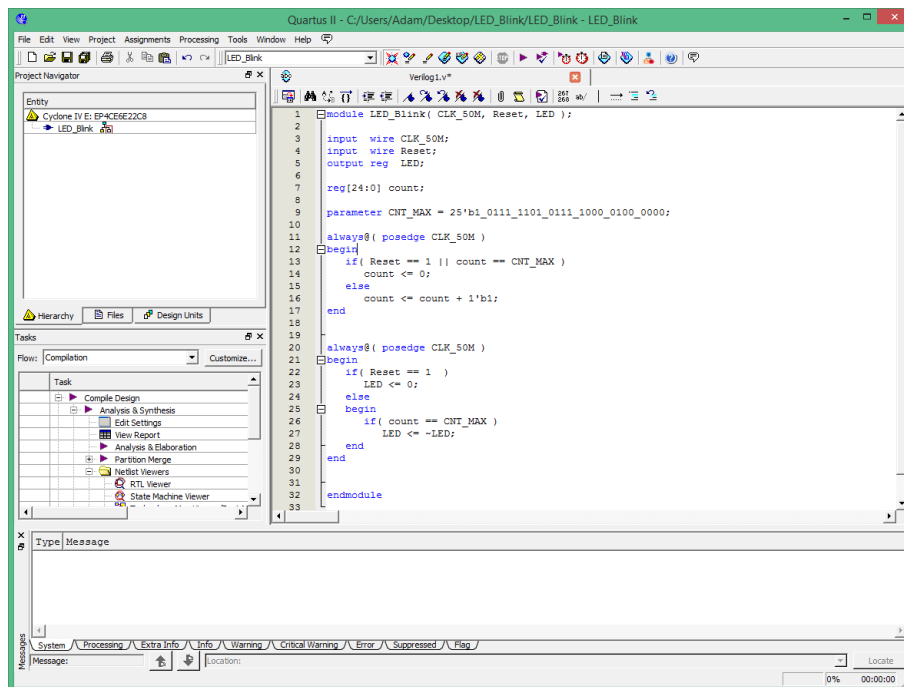 Quartus II - C:/Users/Adam/Desktop/LED_Blink/LED_Blink - LED_Blink
File Edit View Project Assignments Processing Tools Window Help
LED_Blink
Project Navigator
Verilog1.v*
Entity
Cyclone IV E: EP4CE6E22C8
LED_Blink
Hierarchy Files Design Units
Tasks
Flow: Compilation Customize...
Task
Compile Design
Analysis & Synthesis
Edit Settings
View Report
Analysis & Elaboration
Partition Merge
Netlist Viewers
RTL Viewer
State Machine Viewer
267
268 ab/
1 module LED_Blink( CLK_50M, Reset, LED );
2
3 input  wire CLK_50M;
4 input  wire Reset;
5 output reg  LED;
6
7 reg[24:0] count;
8
9 parameter CNT_MAX = 25'b1_0111_1101_0111_1000_0100_0000;
10
11 always@( posedge CLK_50M )
12 begin
13    if( Reset == 1 || count == CNT_MAX )
14       count <= 0;
15    else
16       count <= count + 1'b1;
17 end
18
19
20 always@( posedge CLK_50M )
21 begin
22    if( Reset == 1  )
23       LED <= 0;
24    else
25    begin
26       if( count == CNT_MAX )
27          LED <= ~LED;
28    end
29 end
30
31
32 endmodule
33
Type Message
Messages
System Processing Extra Info Info Warning Critical Warning Error Suppressed Flag
Message: Location: Locate
0% 00:00:00